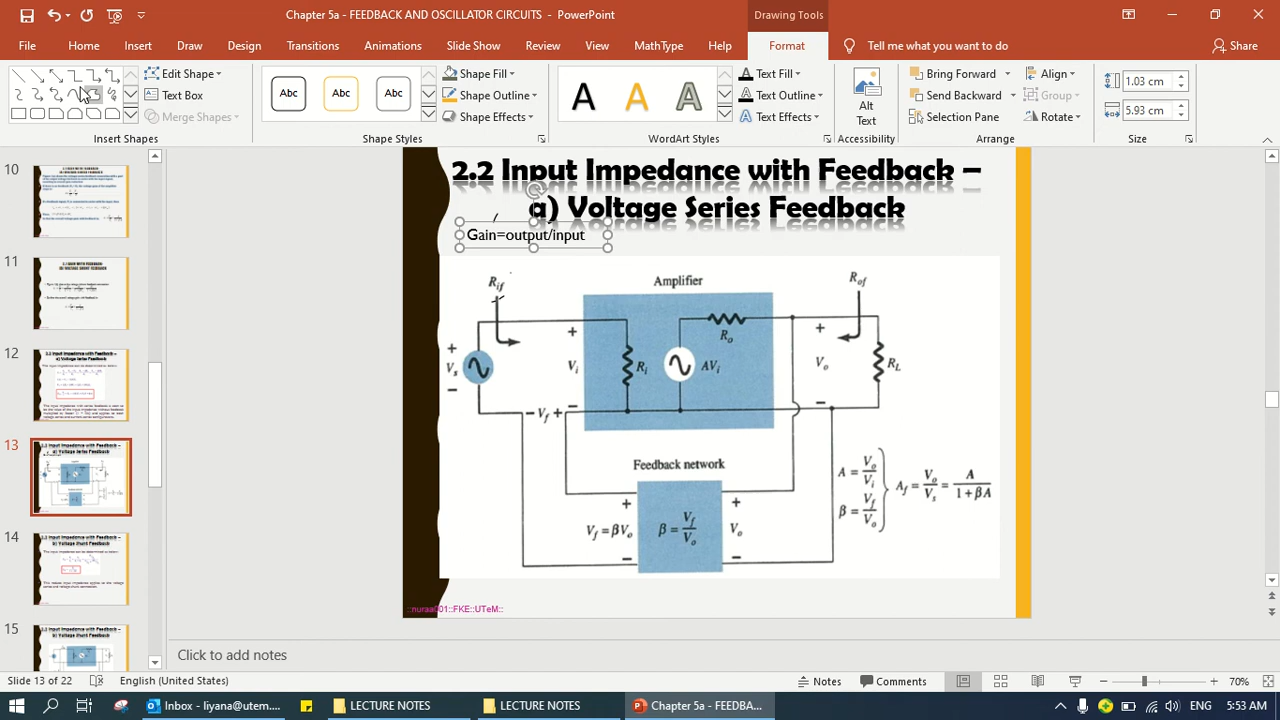 Chapter 5a - FEEDBACK AND OSCILLATOR CIRCUITS - PowerPoint
Drawing Tools
File Home Insert Draw Design Transitions Animations Slide Show Review View MathType Help Format Tell me what you want to do Share
Edit Shape
Text Box
Merge Shapes
Insert Shapes
Abc Abc Abc
Shape Fill
Shape Outline
Shape Effects
Shape Styles
A A A
Text Fill
Text Outline
Text Effects
WordArt Styles
Alt Text
Accessibility
Bring Forward
Send Backward
Selection Pane
Align
Group
Rotate
Arrange
1.03 cm
5.93 cm
Size
10
11
12
13
14
15
2.2 Input Impedance with Feedback –
a) Voltage Series Feedback
Gain=output/input
Rif
Amplifier
Rof
+ Vs −
+ Vi −
Ri
Ro
AVi
+ Vo −
RL
− Vf +
Feedback network
+ Vf = βVo −
β = Vf/Vo
+ Vo −
A = Vo/Vi
β = Vf/Vo
Af = Vo/Vs = A/(1 + βA)
::nuraa001::FKE::UTeM::
Click to add notes
Slide 13 of 22 English (United States) Notes Comments 70%
Inbox - liyana@utem.... LECTURE NOTES LECTURE NOTES Chapter 5a - FEEDBA... ENG 5:53 AM